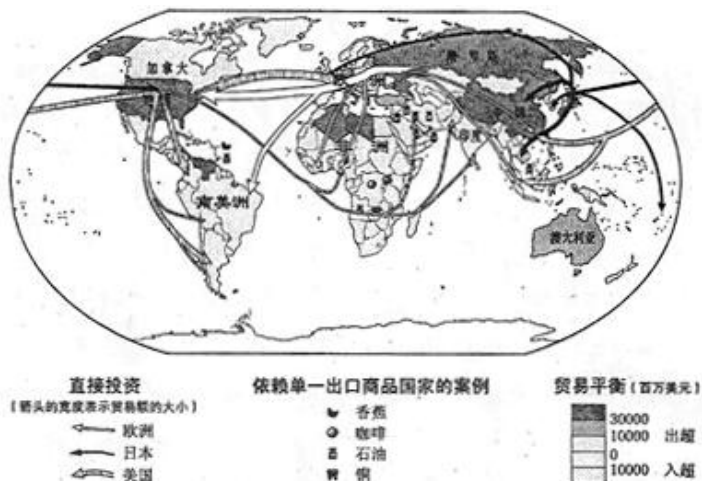 加拿大
俄罗斯
中国
洲
印度
南美洲
澳大利亚
直接投资
(箭头的宽度表示贸易额的大小)
欧洲
日本
美国
依赖单一出口商品国家的案例
香蕉
咖啡
石油
铜
贸易平衡(百万美元)
30000
10000 出超
0
10000 入超